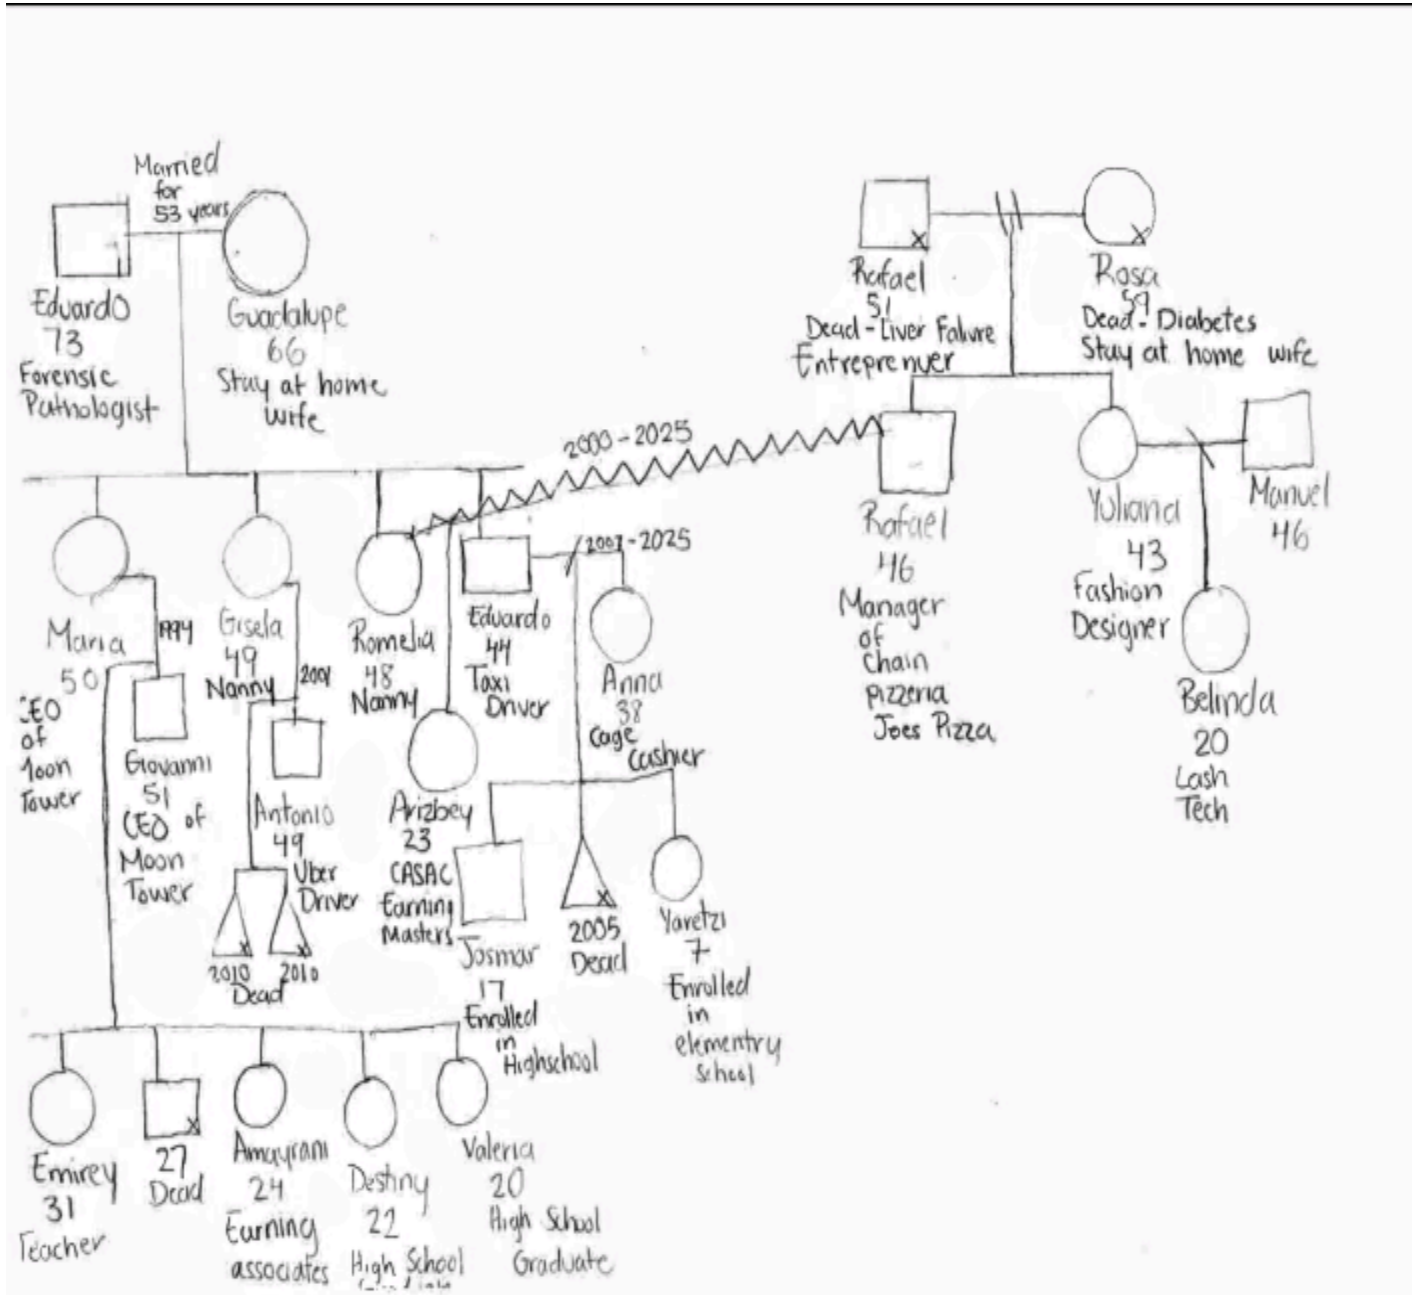 Married
for
53 years
Eduardo
73
Forensic
Pathologist
Guadalupe
66
Stay at home
wife
Rafael
51
Dead-Liver Falure
Entreprenuer
Rosa
59
Dead- Diabetes
Stay at home wife
2000-2025
Maria
50
CEO
of
Moon
Tower
1994
Giovanni
51
CEO of
Moon
Tower
Gisela
49
Nanny
2001
Antonio
49
Uber
Driver
2010 2010
Dead
Romelia
48
Nanny
Arizbey
23
CASAC
Earning
Masters
Eduardo
44
Taxi
Driver
-2025
Anna
38
Cage
Cashier
Josmar
17
Enrolled
in
Highschool
2005
Dead
Yaretzi
7
Enrolled
in
elementry
school
Rafael
46
Manager
of
Chain
pizzeria
Joes Pizza
Yuliana
43
Fashion
Designer
Manuel
46
Belinda
20
Lash
Tech
Emirey
31
Teacher
27
Dead
Amayrani
24
Earning
associates
Destiny
22
High School
Valeria
20
High School
Graduate